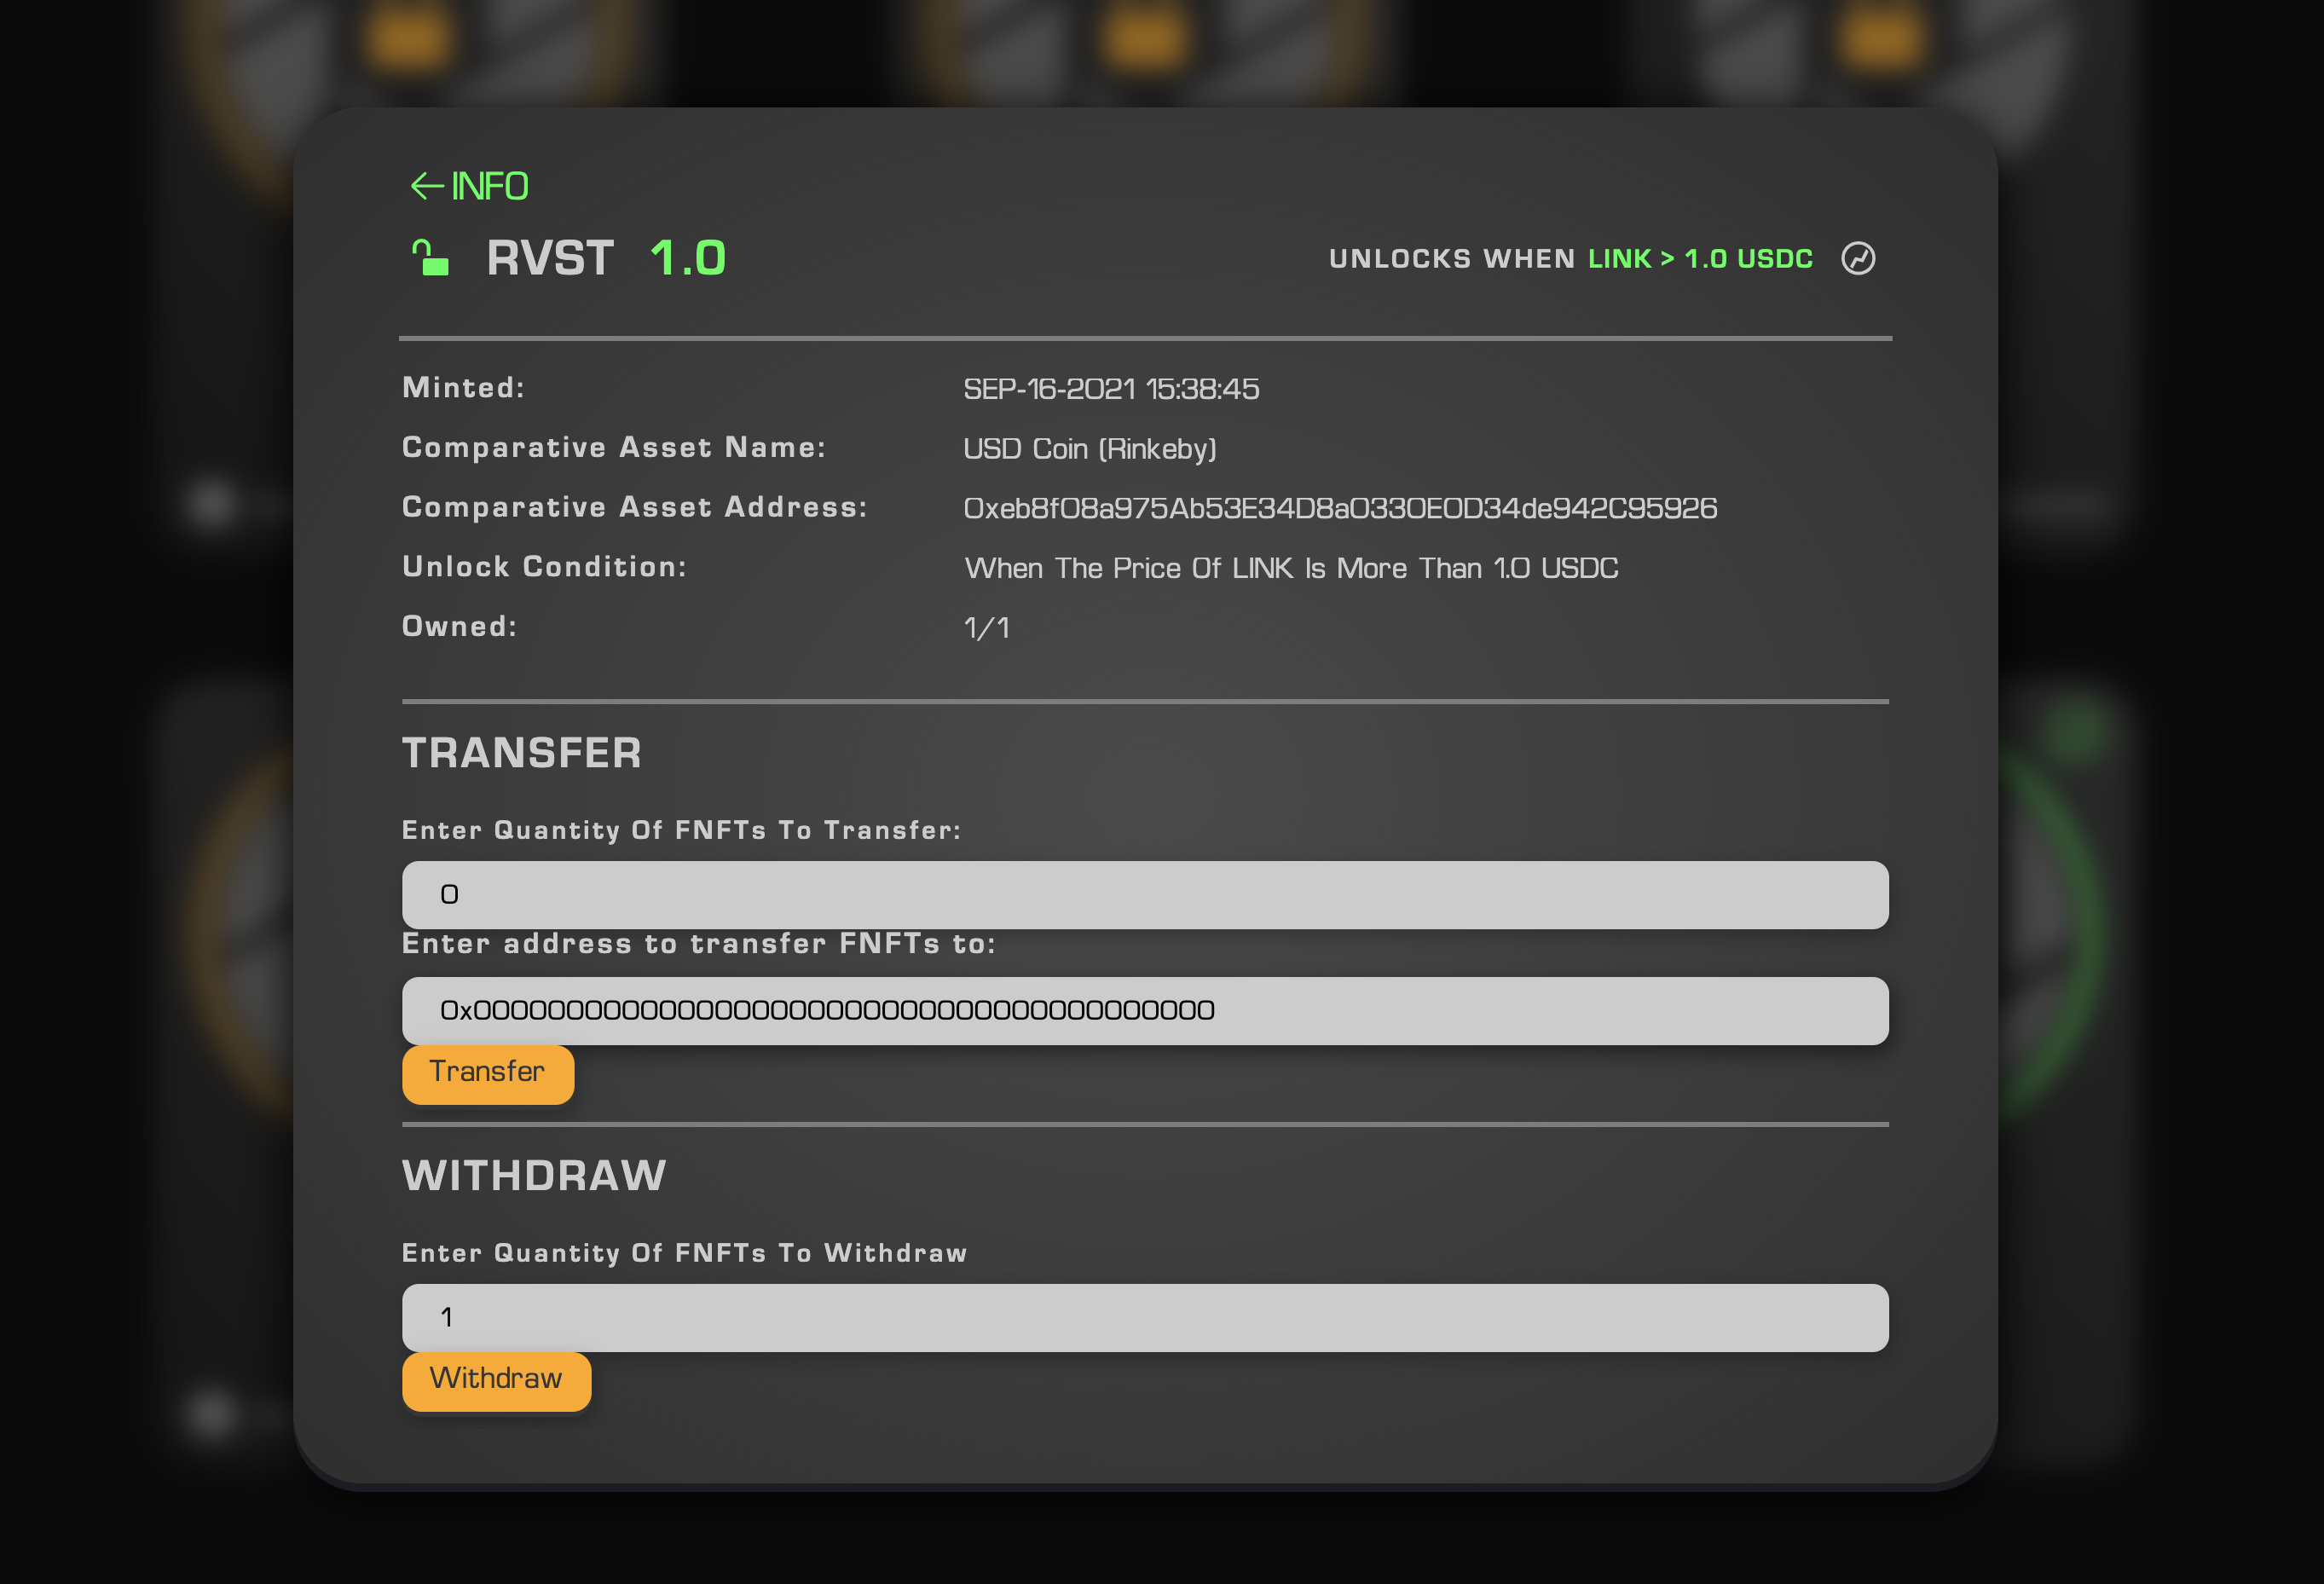 ←INFO
RVST 1.0
UNLOCKS WHEN LINK > 1.0 USDC
Minted: SEP-16-2021 15:38:45
Comparative Asset Name: USD Coin (Rinkeby)
Comparative Asset Address: 0xeb8f08a975Ab53E34D8a0330E0D34de942C95926
Unlock Condition: When The Price Of LINK Is More Than 1.0 USDC
Owned: 1/1
TRANSFER
Enter Quantity Of FNFTs To Transfer:
0
Enter address to transfer FNFTs to:
0x0000000000000000000000000000000000000000
Transfer
WITHDRAW
Enter Quantity Of FNFTs To Withdraw
1
Withdraw